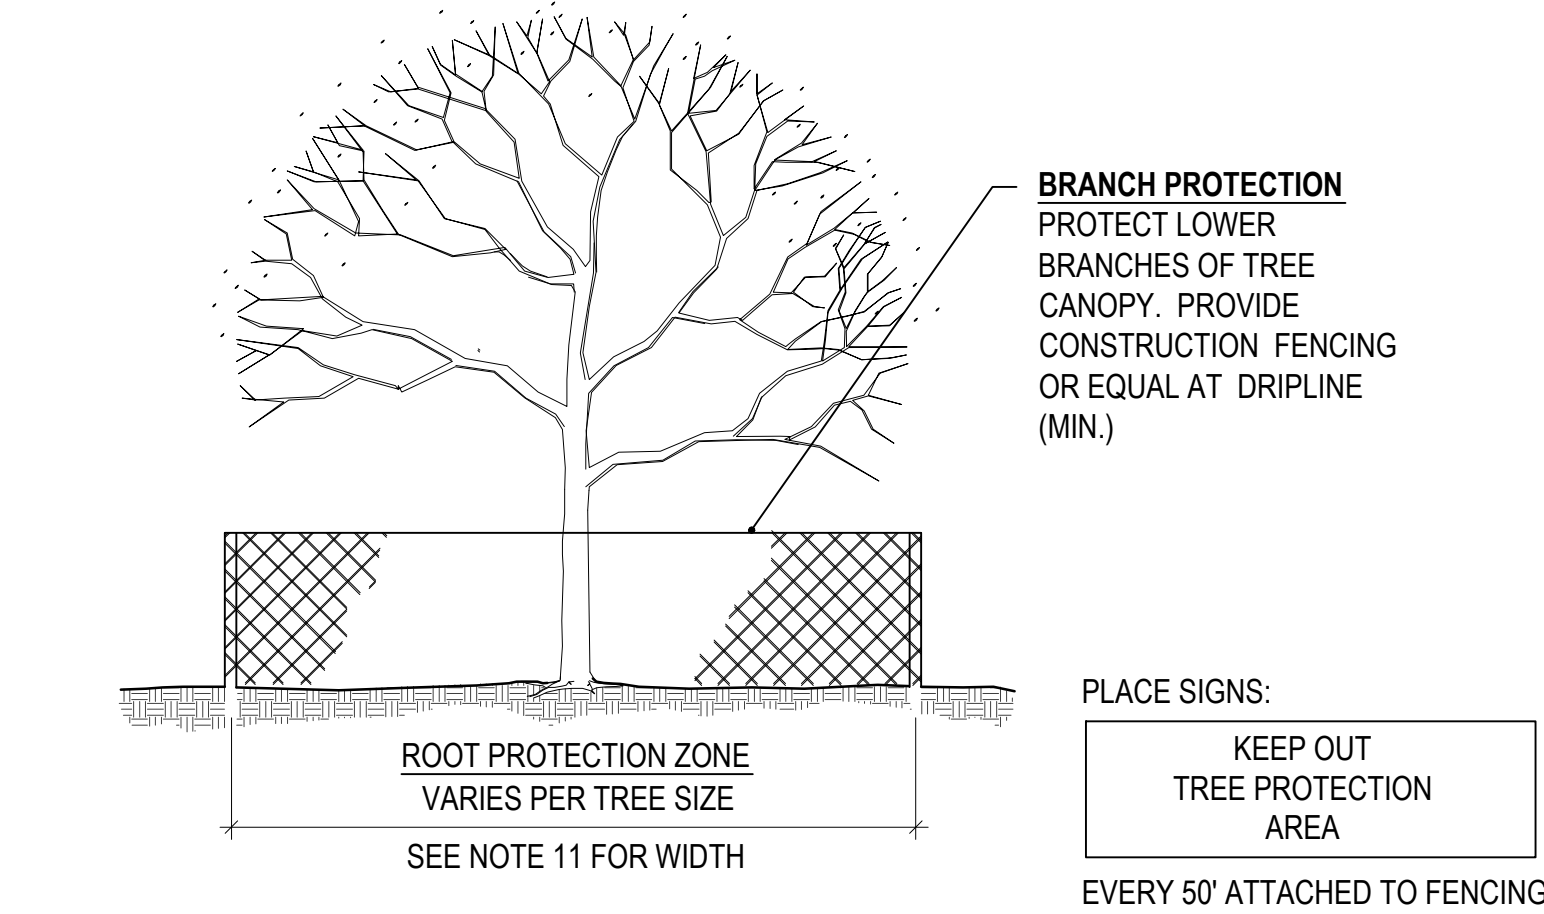 BRANCH PROTECTION
PROTECT LOWER
BRANCHES OF TREE
CANOPY. PROVIDE
CONSTRUCTION FENCING
OR EQUAL AT DRIPLINE
(MIN.)
PLACE SIGNS:
KEEP OUT
TREE PROTECTION
AREA
EVERY 50' ATTACHED TO FENCING
ROOT PROTECTION ZONE
VARIES PER TREE SIZE
SEE NOTE 11 FOR WIDTH